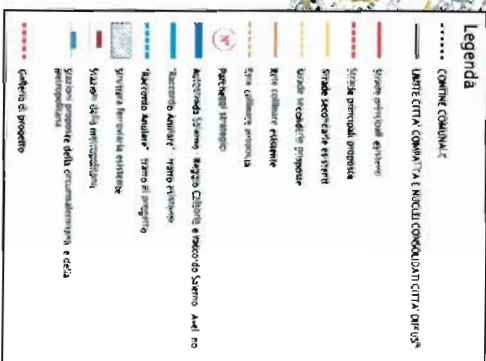 Legenda
CONFINE COMUNALE
LIMITE CITTA' COMPATTA E NUCLEI CONSOLIDATI CITTA' DIFFUSA
Strade principali esistenti
Strade principali proposte
Strade secondarie esistenti
Strade secondarie proposte
Rete collinare esistente
Rete collinare proposta
Parcheggi strategici
Autostrada Salerno Reggio Calabria e raccordo Salerno Avellino
"Raccordo Anulare" tratto esistente
"Raccordo Anulare" tratto di progetto
Struttura ferroviaria esistente
Stazioni della metropolitana
Stazioni proposte della circumsalernitana e della
metropolitana
Galleria di progetto